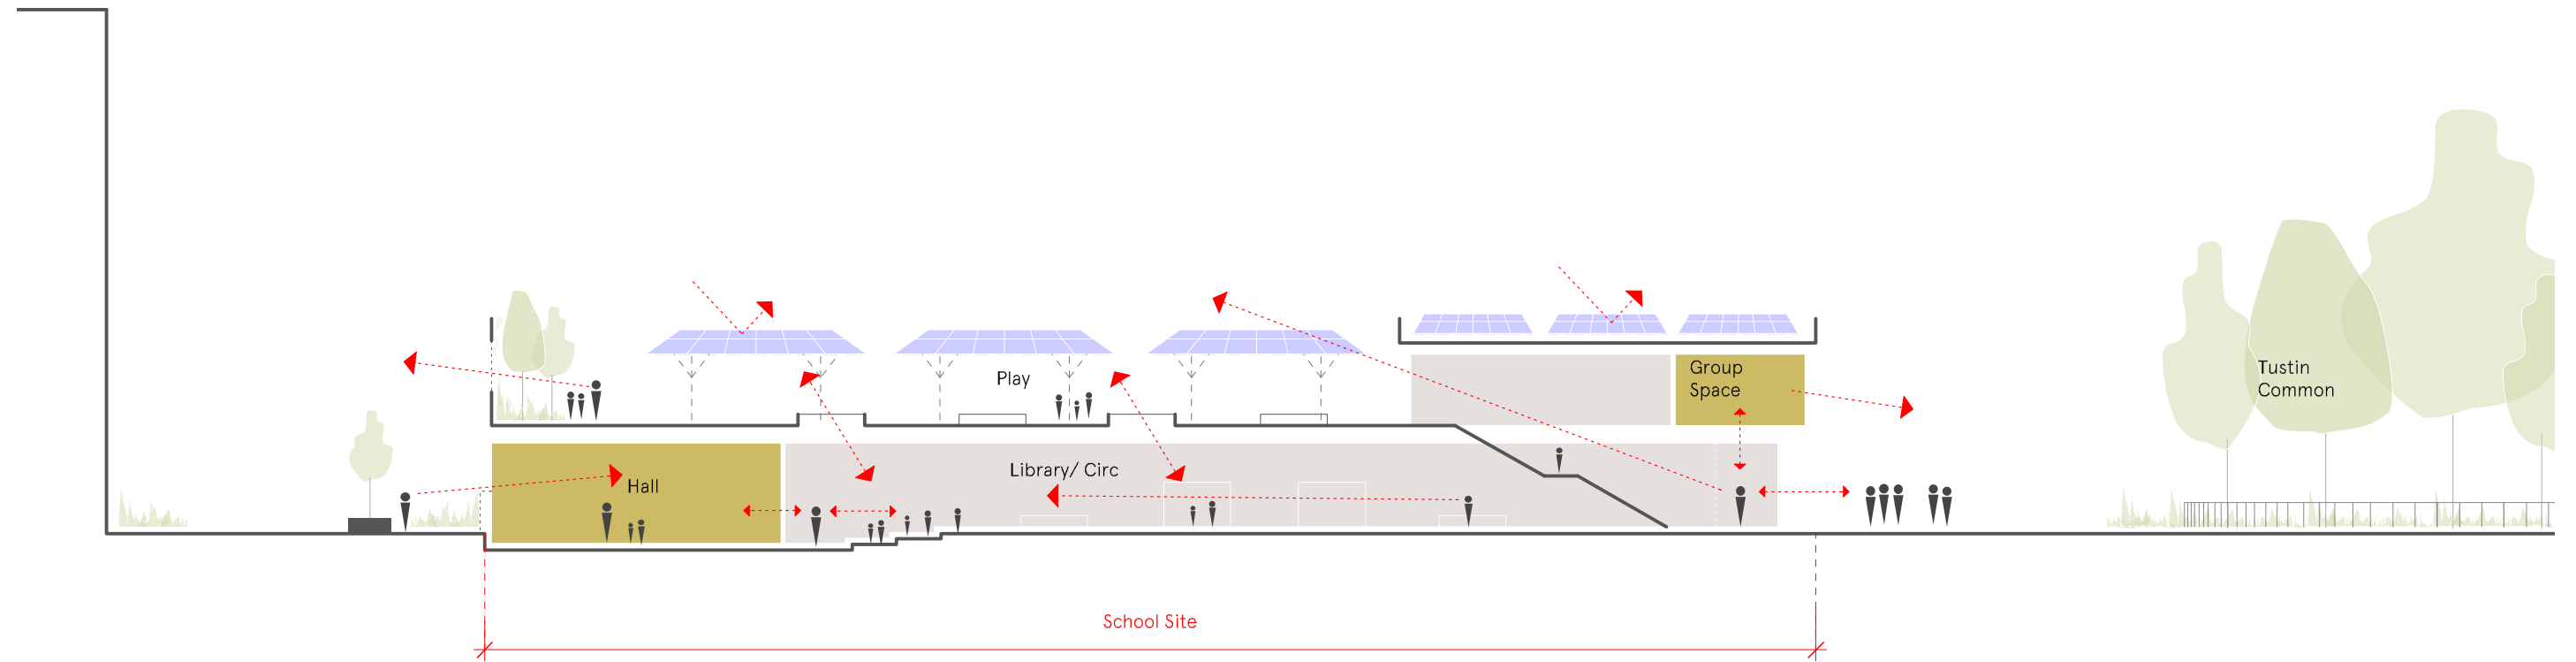 Play
Group
Space
Tustin
Common
Library/ Circ
Hall
School Site